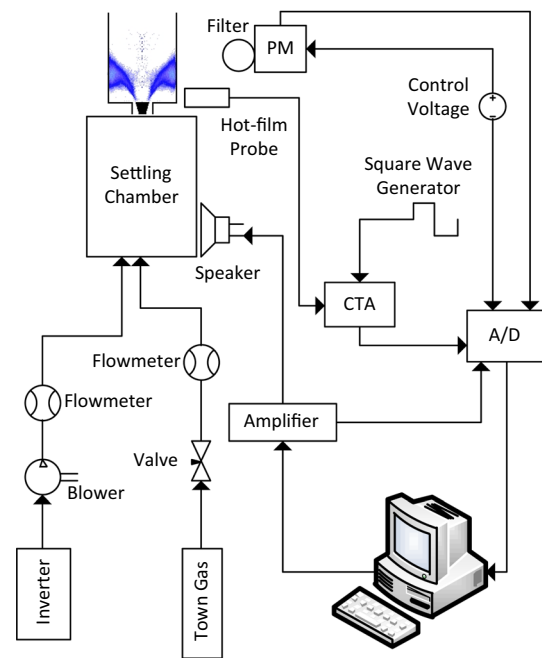 Filter
PM
Control
Voltage
+
−
Hot-film
Probe
Square Wave
Generator
Settling
Chamber
Speaker
CTA
A/D
Flowmeter
Flowmeter
Amplifier
Valve
Blower
Inverter
Town Gas